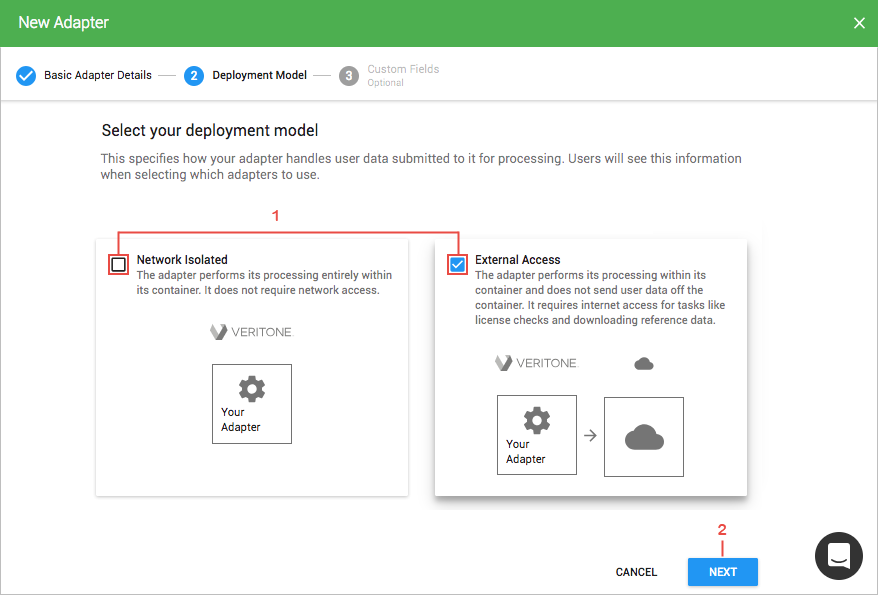 New Adapter
Basic Adapter Details
2
Deployment Model
3
Custom Fields
Optional
Select your deployment model
This specifies how your adapter handles user data submitted to it for processing. Users will see this information
when selecting which adapters to use.
1
Network Isolated
The adapter performs its processing entirely within
its container. It does not require network access.
VERITONE
Your
Adapter
External Access
The adapter performs its processing within its
container and does not send user data off the
container. It requires internet access for tasks like
license checks and downloading reference data.
VERITONE
Your
Adapter
2
CANCEL
NEXT